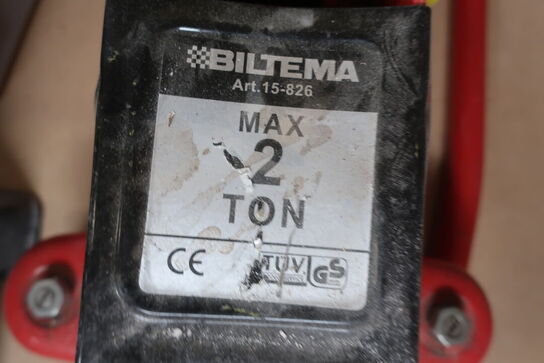 BILTEMA
Art.15-826
MAX
2
TON
CE TÜV GS